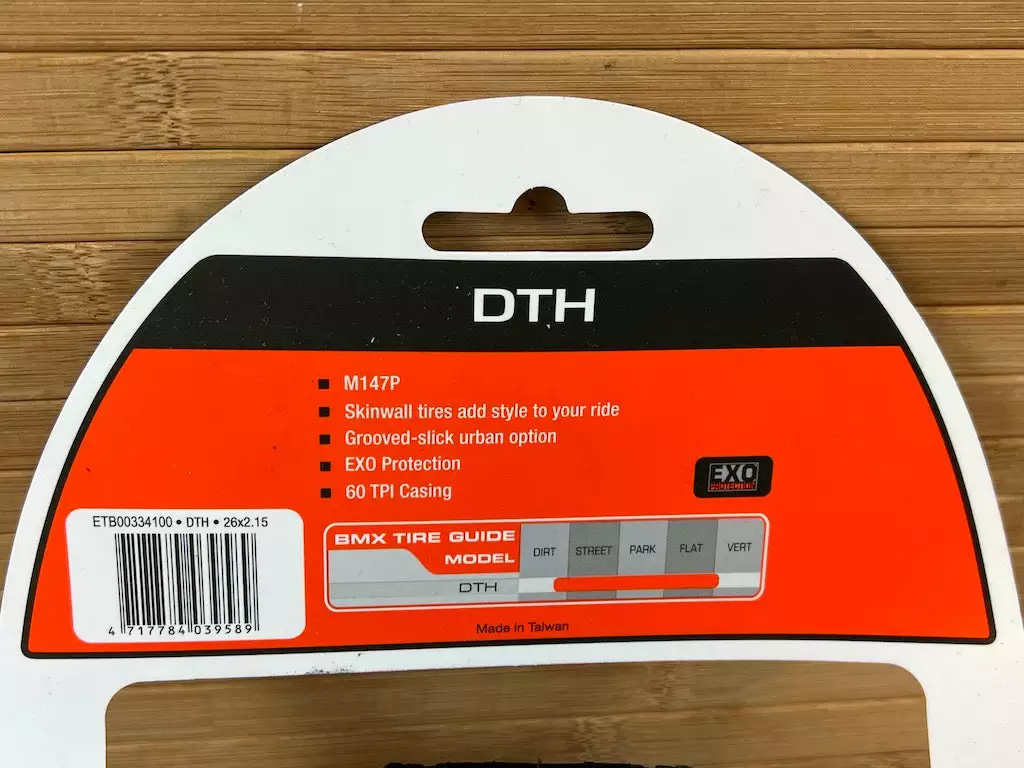 DTH
M147P
Skinwall tires add style to your ride
Grooved-slick urban option
EXO Protection
60 TPI Casing
EXO
PROTECTION
ETB00334100 • DTH • 26x2.15
4 717784 039589
BMX TIRE GUIDE
MODEL
DIRT STREET PARK FLAT VERT
DTH
Made in Taiwan